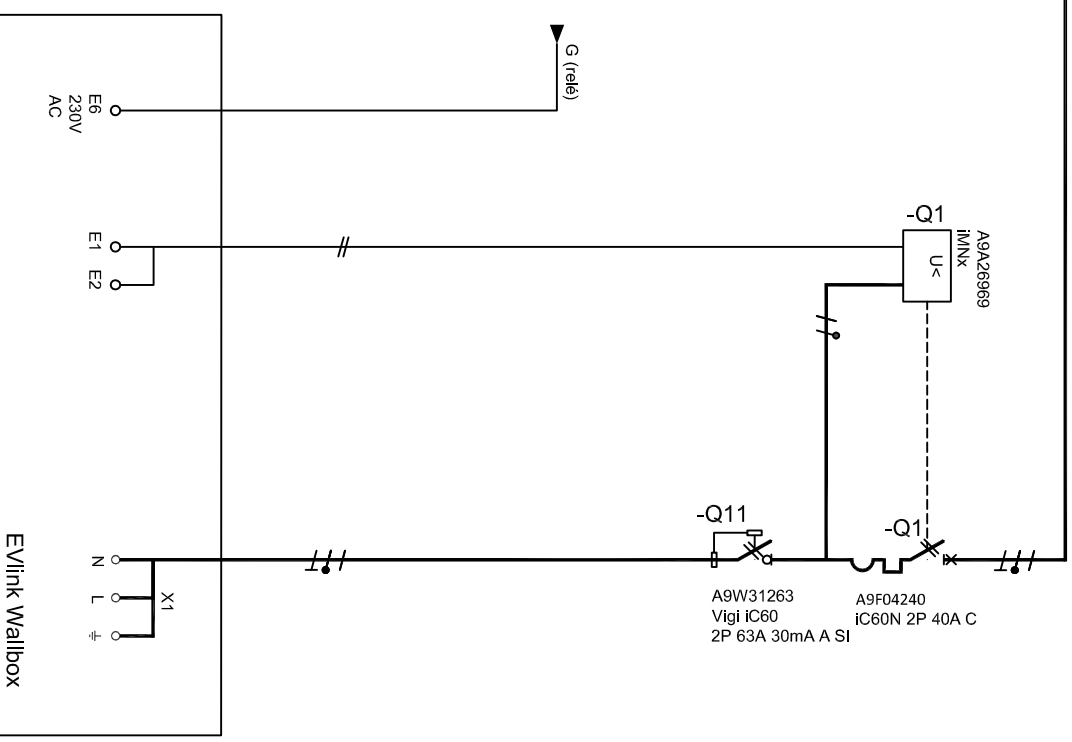 G (relé)
E6
230V
AC
-Q1
A9A26969
iMNx
U<
E1
E2
-Q11
-Q1
A9W31263
Vigi iC60
2P 63A 30mA A SI
A9F04240
iC60N 2P 40A C
N
L
X1
EVlink Wallbox